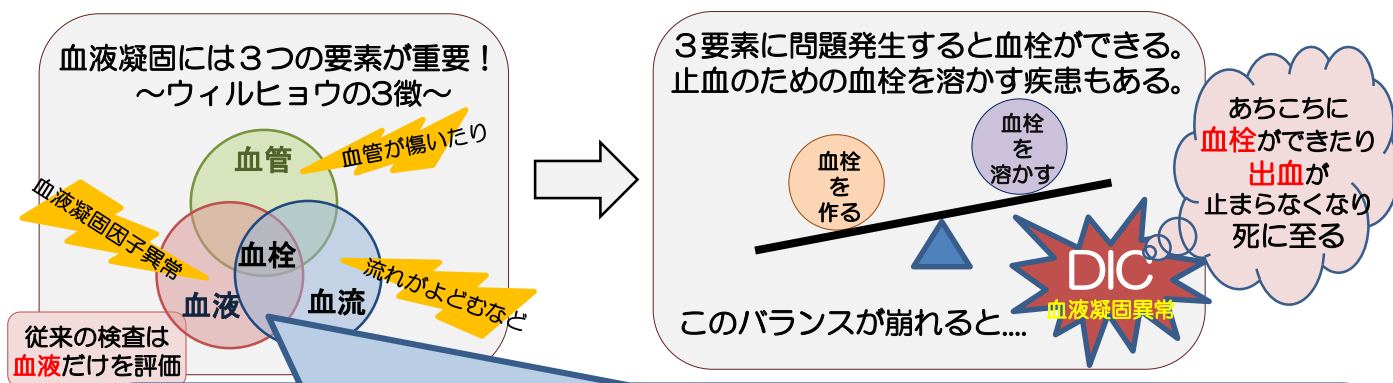 血液凝固には３つの要素が重要！
～ウィルヒョウの3徴～
血管
血管が傷いたり
血液凝固因子異常
血栓
血液
血流
流れがよどむなど
従来の検査は
血液だけを評価
３要素に問題発生すると血栓ができる。
止血のための血栓を溶かす疾患もある。
血栓
を
作る
血栓
を
溶かす
このバランスが崩れると....
DIC
血液凝固異常
あちこちに
血栓ができたり
出血が
止まらなくなり
死に至る